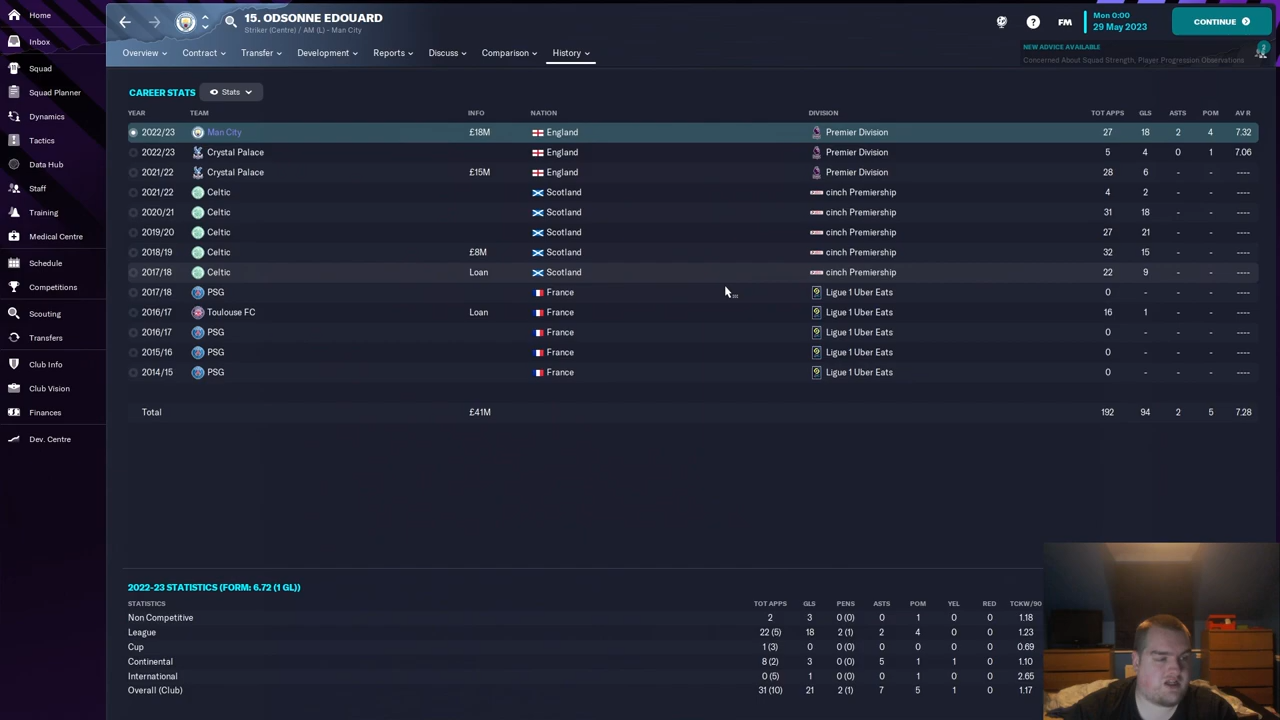 Home
Inbox
Squad
Squad Planner
Dynamics
Tactics
Data Hub
Staff
Training
Medical Centre
Schedule
Competitions
Scouting
Transfers
Club Info
Club Vision
Finances
Dev. Centre
15. ODSONNE EDOUARD
Striker (Centre) / AM (L) - Man City
FM
Mon 0:00
29 May 2023
CONTINUE
Overview Contract Transfer Development Reports Discuss Comparison History
NEW ADVICE AVAILABLE
Concerned About Squad Strength, Player Progression Observations
2
CAREER STATS Stats
YEAR TEAM INFO NATION DIVISION TOT APPS GLS ASTS POM AV R
2022/23 Man City £18M England Premier Division 27 18 2 4 7.32
2022/23 Crystal Palace England Premier Division 5 4 0 1 7.06
2021/22 Crystal Palace £15M England Premier Division 28 6 - - ----
2021/22 Celtic Scotland cinch Premiership 4 2 - - ----
2020/21 Celtic Scotland cinch Premiership 31 18 - - ----
2019/20 Celtic Scotland cinch Premiership 27 21 - - ----
2018/19 Celtic £8M Scotland cinch Premiership 32 15 - - ----
2017/18 Celtic Loan Scotland cinch Premiership 22 9 - - ----
2017/18 PSG France Ligue 1 Uber Eats 0 - - - ----
2016/17 Toulouse FC Loan France Ligue 1 Uber Eats 16 1 - - ----
2016/17 PSG France Ligue 1 Uber Eats 0 - - - ----
2015/16 PSG France Ligue 1 Uber Eats 0 - - - ----
2014/15 PSG France Ligue 1 Uber Eats 0 - - - ----
Total £41M 192 94 2 5 7.28
2022-23 STATISTICS (FORM: 6.72 (1 GL))
STATISTICS TOT APPS GLS PENS ASTS POM YEL RED TCKW/90
Non Competitive 2 3 0 (0) 0 1 0 0 1.18
League 22 (5) 18 2 (1) 2 4 0 0 1.23
Cup 1 (3) 0 0 (0) 0 0 0 0 0.69
Continental 8 (2) 3 0 (0) 5 1 1 0 1.10
International 0 (5) 1 0 (0) 0 1 0 0 2.65
Overall (Club) 31 (10) 21 2 (1) 7 5 1 0 1.17